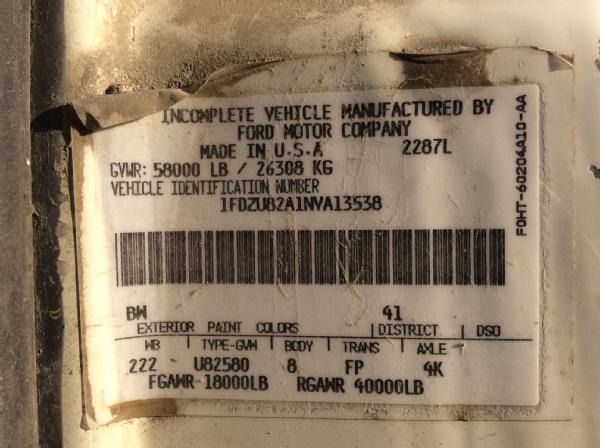 INCOMPLETE VEHICLE MANUFACTURED BY
FORD MOTOR COMPANY
MADE IN U.S.A 2287L
GVWR: 58000 LB / 26308 KG
VEHICLE IDENTIFICATION NUMBER
1FDZU82A1NVA13538
BW 41
EXTERIOR PAINT COLORS DISTRICT DSO
WB TYPE-GVW BODY TRANS AXLE
222 U82580 8 FP 4K
FGAWR 18000LB RGAWR 40000LB
F0HT-60204A10-AA